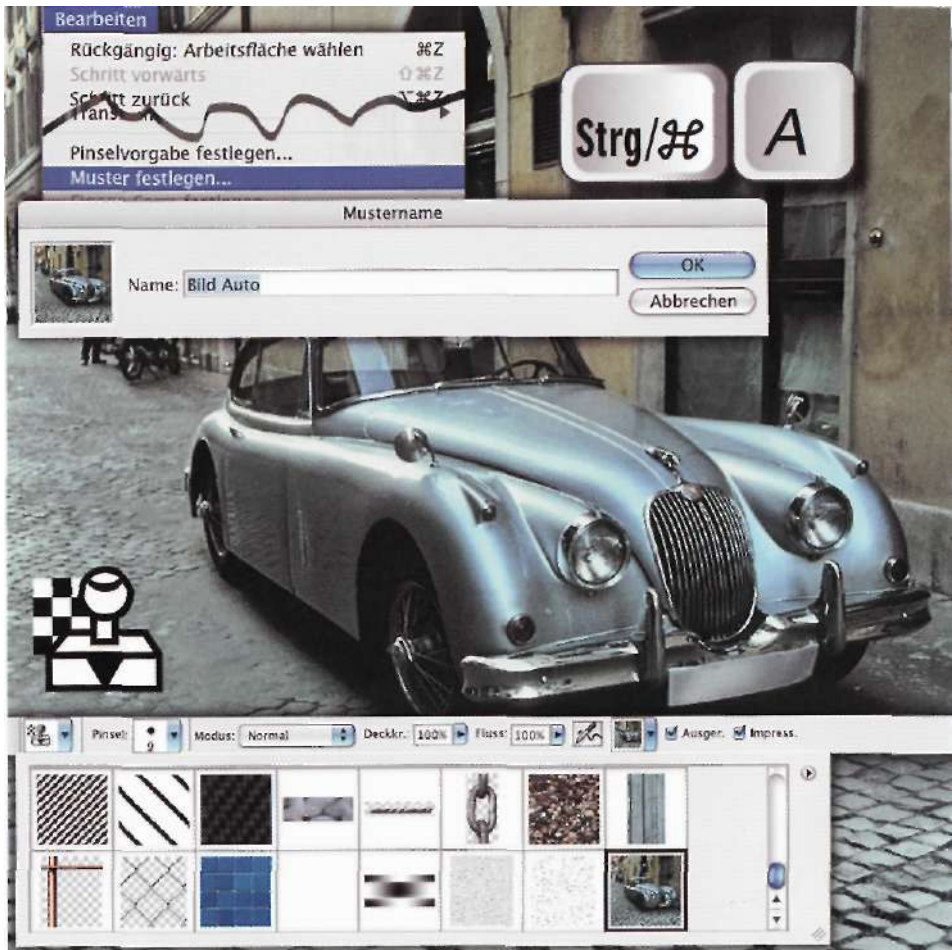 Bearbeiten
Rückgängig: Arbeitsfläche wählen ⌘Z
Schritt vorwärts ⇧⌘Z
Schritt zurück ⌥⌘Z
Pinselvorgabe festlegen...
Muster festlegen...
Strg/⌘ A
Mustername
Name: Bild Auto
OK
Abbrechen
Pinsel: 9 Modus: Normal Deckkr. 100% Fluss: 100% Ausger. Impress.